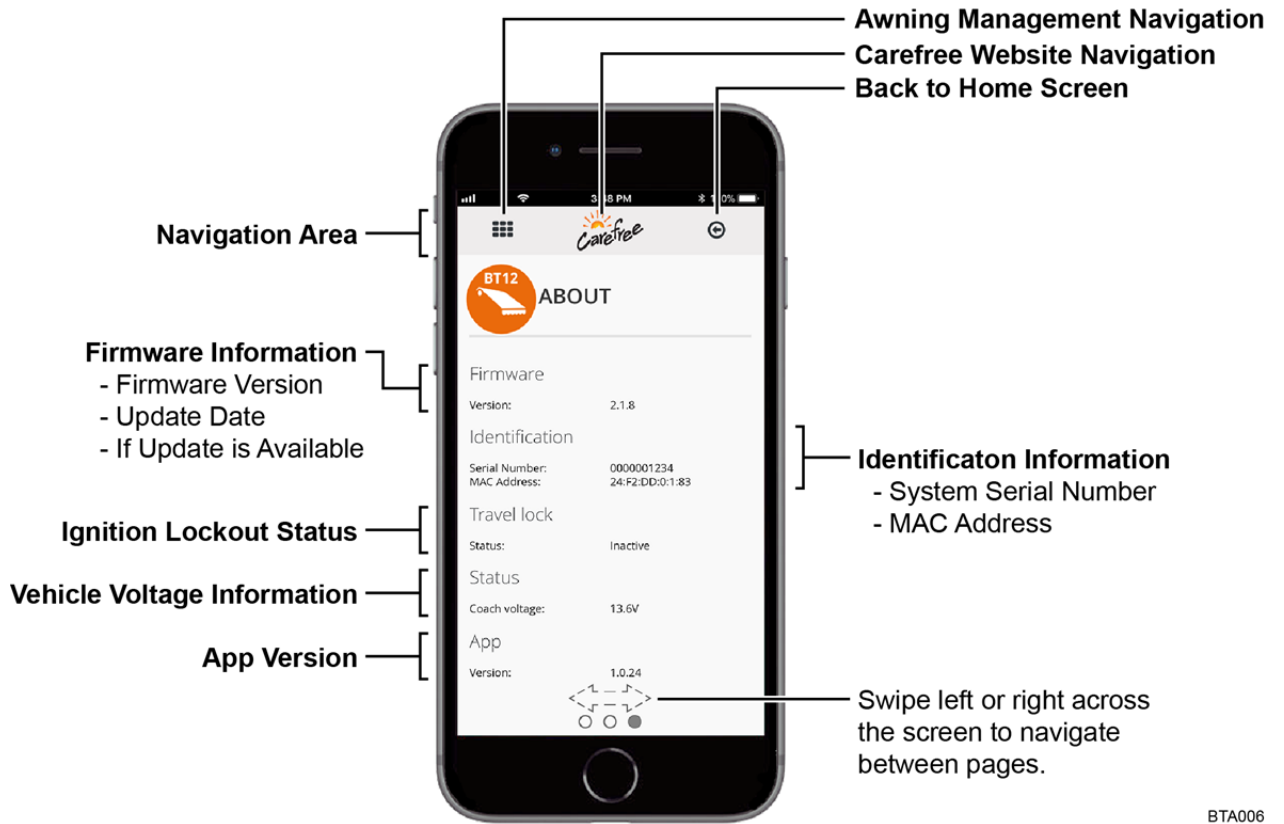 Awning Management Navigation
Carefree Website Navigation
Back to Home Screen
Navigation Area
Carefree
BT12
ABOUT
Firmware Information
- Firmware Version
- Update Date
- If Update is Available
Firmware
Version: 2.1.8
Identification
Serial Number: 0000001234
MAC Address: 24:F2:DD:0:1:83
Identificaton Information
- System Serial Number
- MAC Address
Ignition Lockout Status
Travel lock
Status: Inactive
Vehicle Voltage Information
Status
Coach voltage: 13.6V
App Version
App
Version: 1.0.24
Swipe left or right across
the screen to navigate
between pages.
BTA006